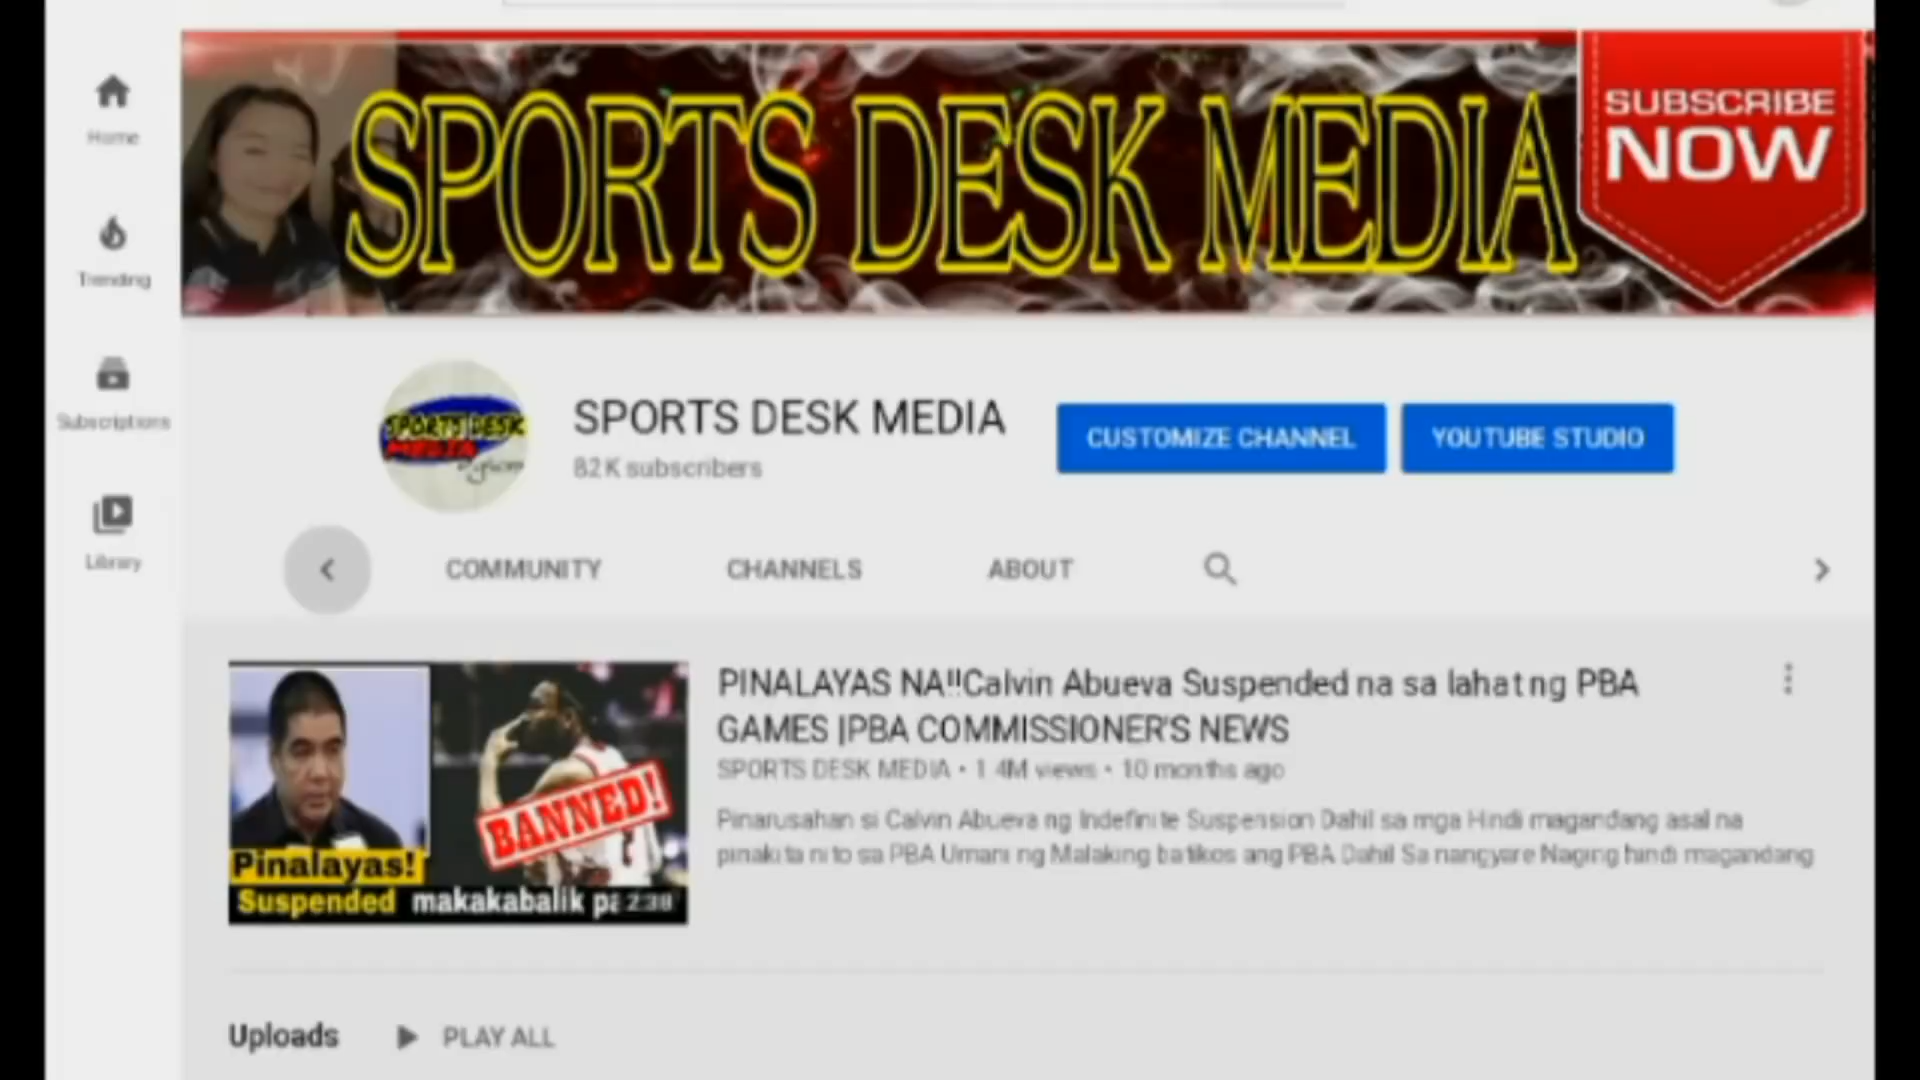 SPORTS DESK MEDIA
SUBSCRIBE
NOW
Home
Trending
Subscriptions
Library
SPORTS DESK
MEDIA
SPORTS DESK MEDIA
82K subscribers
CUSTOMIZE CHANNEL
YOUTUBE STUDIO
COMMUNITY
CHANNELS
ABOUT
BANNED!
Pinalayas!
Suspended makakabalik pa
2:38
PINALAYAS NA!!Calvin Abueva Suspended na sa lahat ng PBA
GAMES |PBA COMMISSIONER'S NEWS
SPORTS DESK MEDIA • 1.4M views • 10 months ago
Pinarusahan si Calvin Abueva ng Indefinite Suspension Dahil sa mga Hindi magandang asal na
pinakita nito sa PBA Umani ng Malaking batikos ang PBA Dahil Sa nangyare Naging hindi magandang
Uploads
PLAY ALL